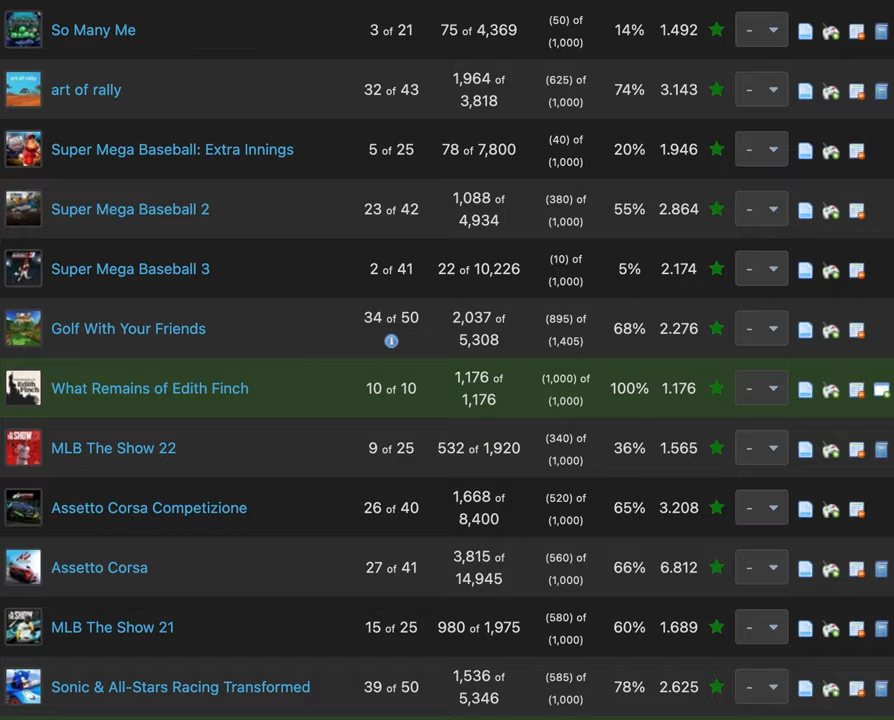 So Many Me 3 of 21 75 of 4,369 (50) of (1,000) 14% 1.492 -
art of rally 32 of 43 1,964 of 3,818 (625) of (1,000) 74% 3.143 -
Super Mega Baseball: Extra Innings 5 of 25 78 of 7,800 (40) of (1,000) 20% 1.946 -
Super Mega Baseball 2 23 of 42 1,088 of 4,934 (380) of (1,000) 55% 2.864 -
Super Mega Baseball 3 2 of 41 22 of 10,226 (10) of (1,000) 5% 2.174 -
Golf With Your Friends 34 of 50 2,037 of 5,308 (895) of (1,405) 68% 2.276 -
What Remains of Edith Finch 10 of 10 1,176 of 1,176 (1,000) of (1,000) 100% 1.176 -
MLB The Show 22 9 of 25 532 of 1,920 (340) of (1,000) 36% 1.565 -
Assetto Corsa Competizione 26 of 40 1,668 of 8,400 (520) of (1,000) 65% 3.208 -
Assetto Corsa 27 of 41 3,815 of 14,945 (560) of (1,000) 66% 6.812 -
MLB The Show 21 15 of 25 980 of 1,975 (580) of (1,000) 60% 1.689 -
Sonic & All-Stars Racing Transformed 39 of 50 1,536 of 5,346 (585) of (1,000) 78% 2.625 -